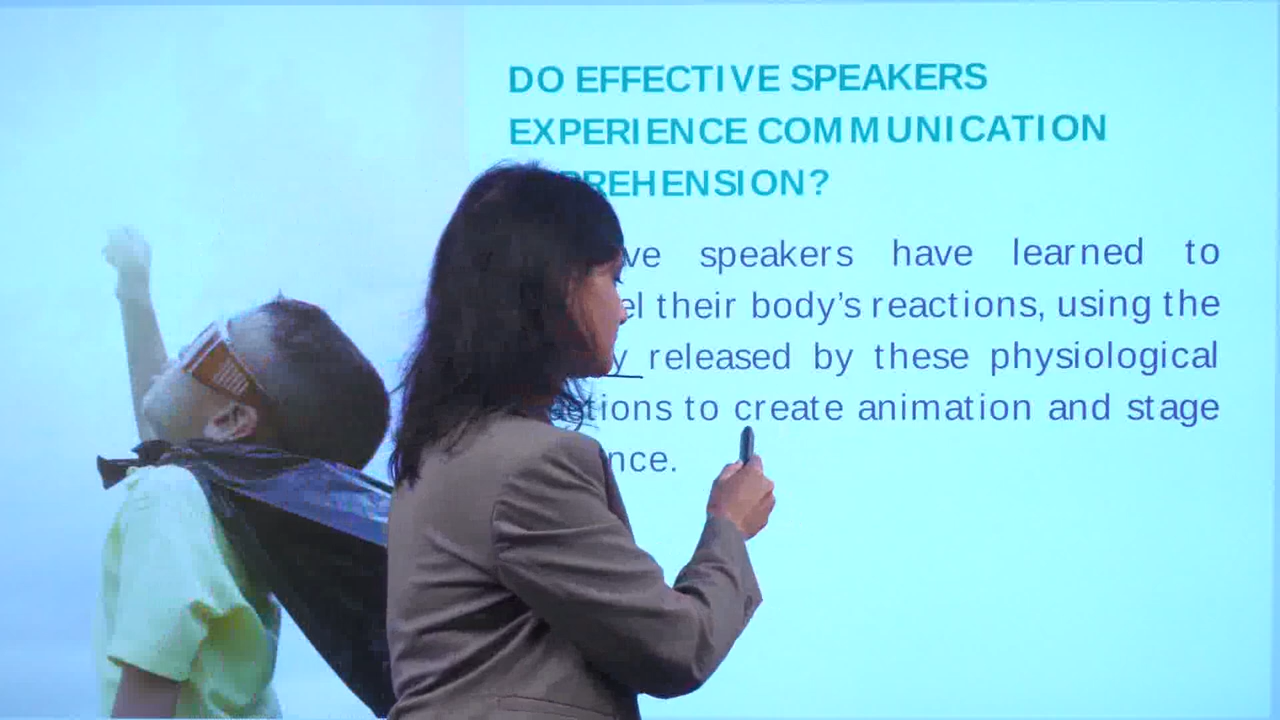 DO EFFECTIVE SPEAKERS
EXPERIENCE COMMUNICATION
PREHENSION?
ve speakers have learned to
el their body's reactions, using the
y released by these physiological
ctions to create animation and stage
nce.